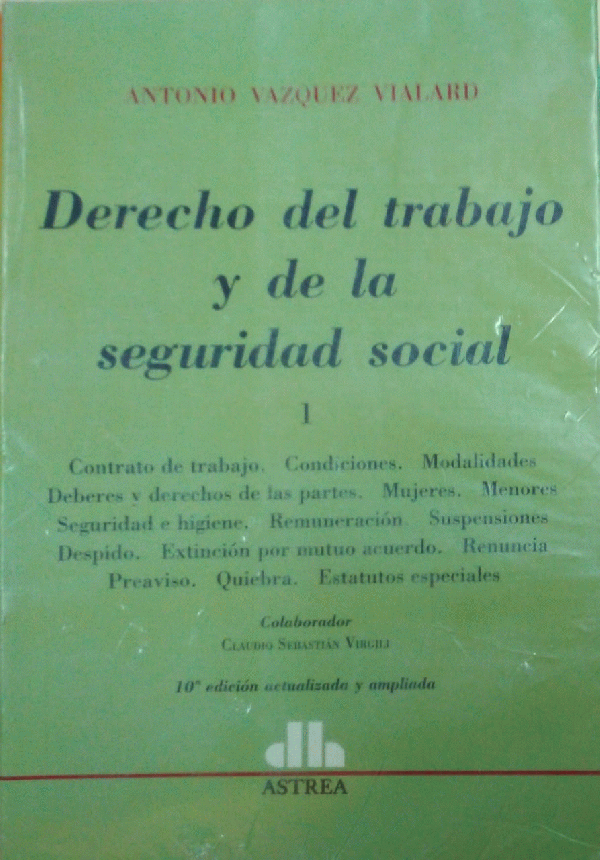 ANTONIO VAZQUEZ VIALARD
Derecho del trabajo
y de la
seguridad social
1
Contrato de trabajo. Condiciones. Modalidades
Deberes y derechos de las partes. Mujeres. Menores
Seguridad e higiene. Remuneración. Suspensiones
Despido. Extinción por mutuo acuerdo. Renuncia
Preaviso. Quiebra. Estatutos especiales
Colaborador
CLAUDIO SEBASTIÁN VIRGILI
10ª edición actualizada y ampliada
ASTREA